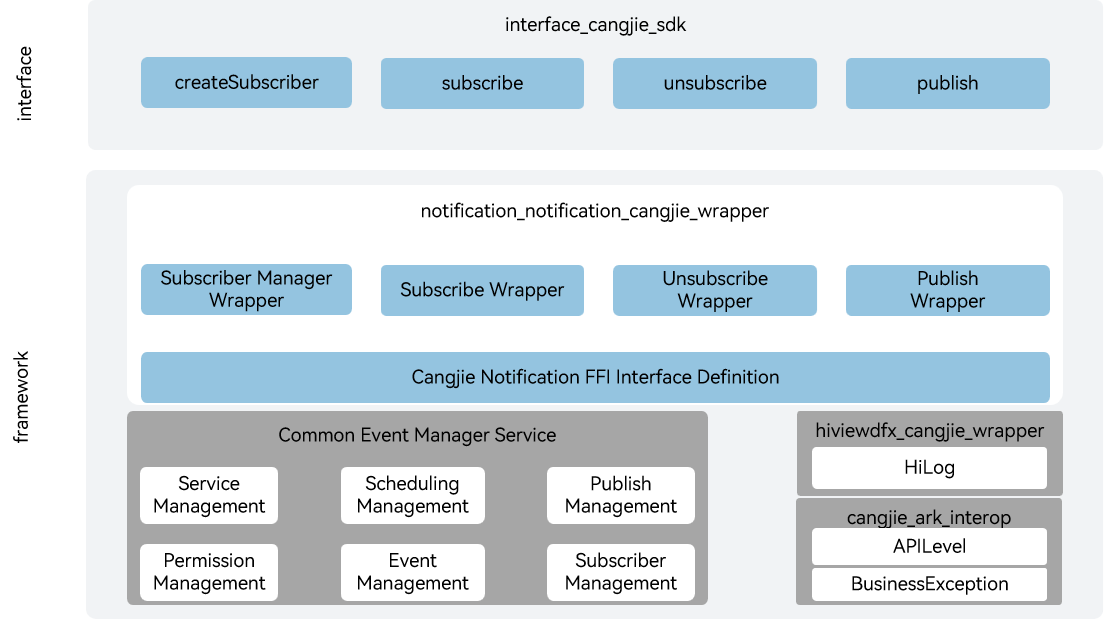 interface
interface_cangjie_sdk
createSubscriber
subscribe
unsubscribe
publish
framework
notification_notification_cangjie_wrapper
Subscriber Manager
Wrapper
Subscribe Wrapper
Unsubscribe
Wrapper
Publish
Wrapper
Cangjie Notification FFI Interface Definition
Common Event Manager Service
Service
Management
Scheduling
Management
Publish
Management
Permission
Management
Event
Management
Subscriber
Management
hiviewdfx_cangjie_wrapper
HiLog
cangjie_ark_interop
APILevel
BusinessException